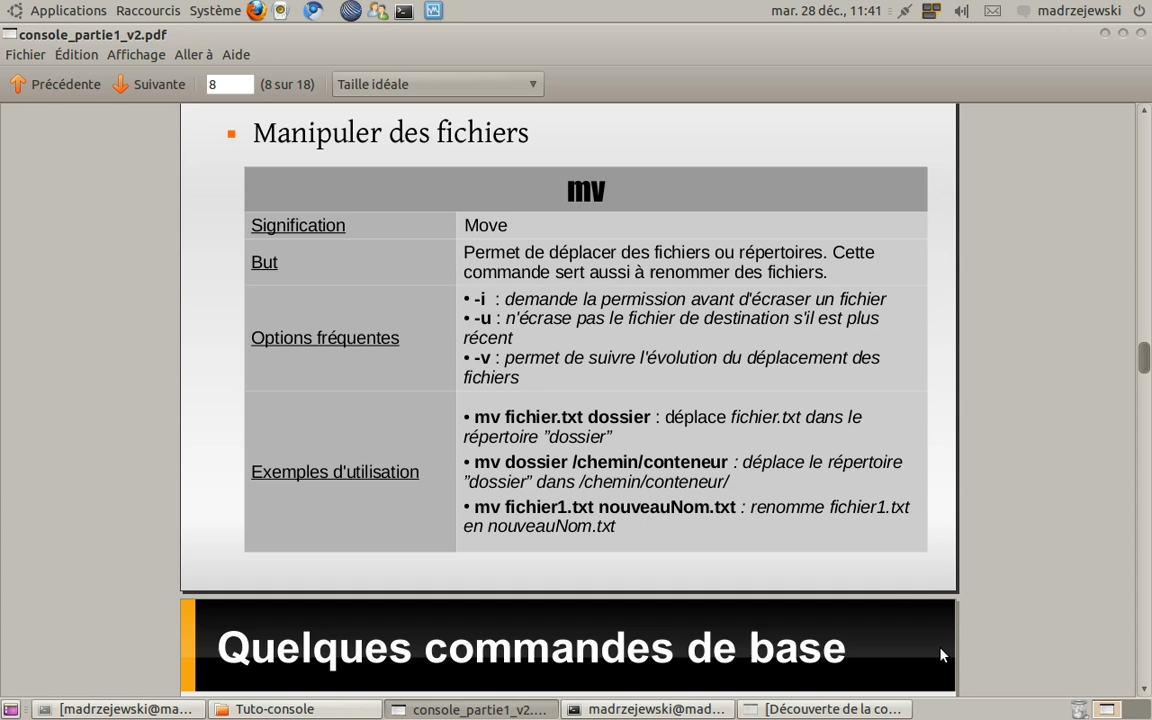 Applications Raccourcis Système mar. 28 déc., 11:41 madrzejewski
console_partie1_v2.pdf
Fichier Édition Affichage Aller à Aide
Précédente Suivante 8 (8 sur 18) Taille idéale
Manipuler des fichiers
mv
Signification Move
But
Permet de déplacer des fichiers ou répertoires. Cette
commande sert aussi à renommer des fichiers.
Options fréquentes
• -i : demande la permission avant d'écraser un fichier
• -u : n'écrase pas le fichier de destination s'il est plus
récent
• -v : permet de suivre l'évolution du déplacement des
fichiers
Exemples d'utilisation
• mv fichier.txt dossier : déplace fichier.txt dans le
répertoire ”dossier”
• mv dossier /chemin/conteneur : déplace le répertoire
”dossier” dans /chemin/conteneur/
• mv fichier1.txt nouveauNom.txt : renomme fichier1.txt
en nouveauNom.txt
Quelques commandes de base
[madrzejewski@ma... Tuto-console console_partie1_v2.... madrzejewski@mad... [Découverte de la co...